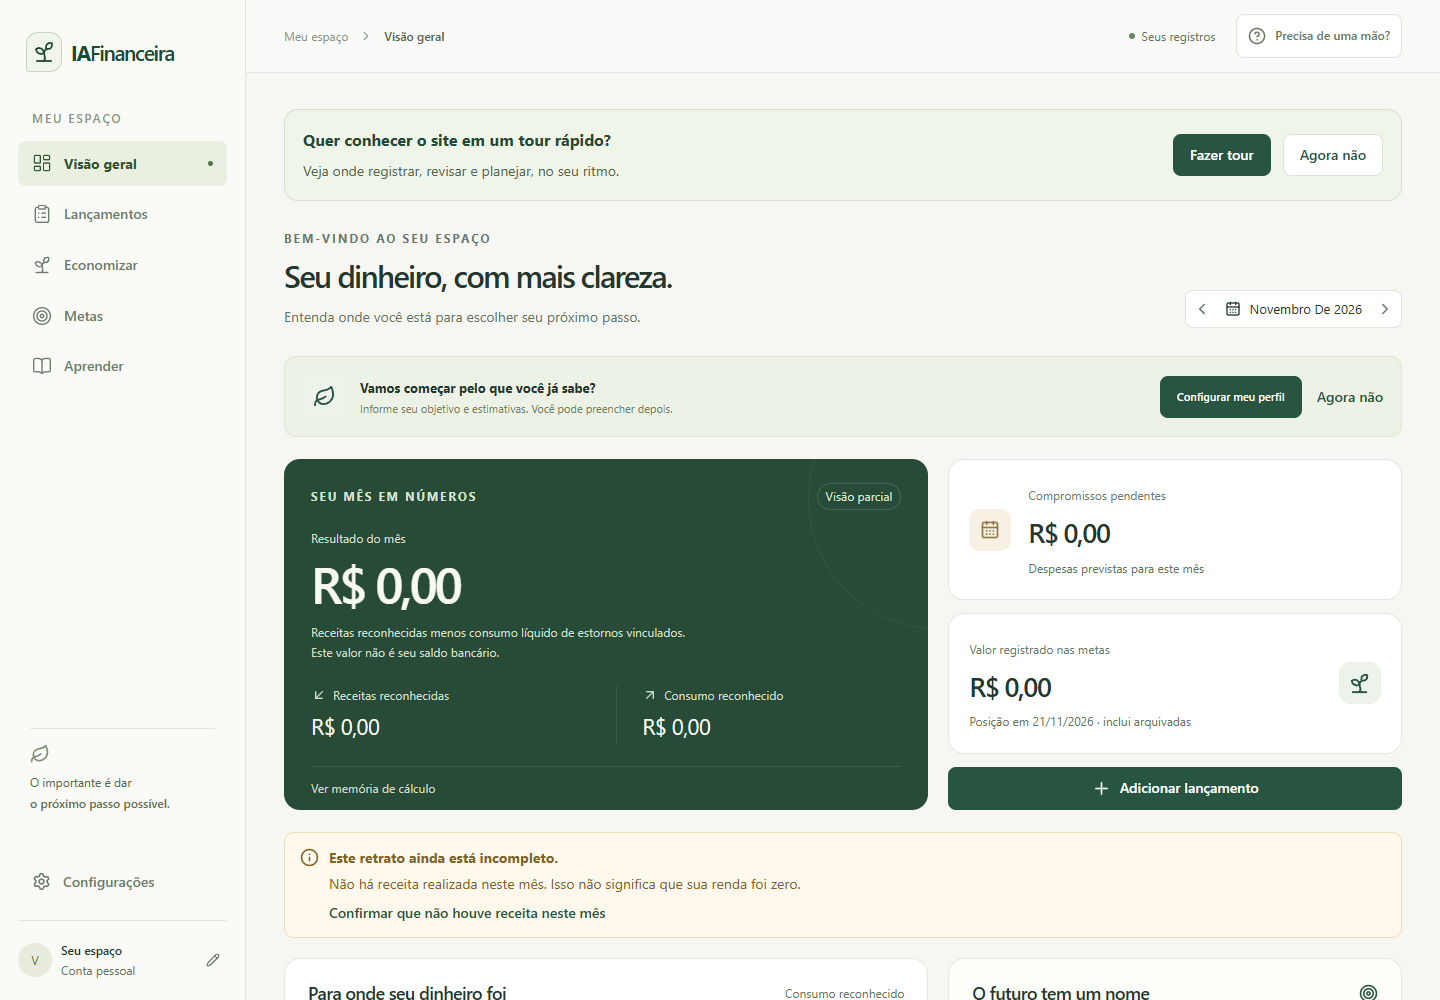 IAFinanceira
MEU ESPAÇO
Visão geral
Lançamentos
Economizar
Metas
Aprender
O importante é dar
o próximo passo possível.
Configurações
V
Seu espaço
Conta pessoal
Meu espaço
Visão geral
Seus registros
Precisa de uma mão?
Quer conhecer o site em um tour rápido?
Veja onde registrar, revisar e planejar, no seu ritmo.
Fazer tour
Agora não
BEM-VINDO AO SEU ESPAÇO
Seu dinheiro, com mais clareza.
Entenda onde você está para escolher seu próximo passo.
Novembro De 2026
Vamos começar pelo que você já sabe?
Informe seu objetivo e estimativas. Você pode preencher depois.
Configurar meu perfil
Agora não
SEU MÊS EM NÚMEROS
Visão parcial
Resultado do mês
R$ 0,00
Receitas reconhecidas menos consumo líquido de estornos vinculados.
Este valor não é seu saldo bancário.
Receitas reconhecidas
R$ 0,00
Consumo reconhecido
R$ 0,00
Ver memória de cálculo
Compromissos pendentes
R$ 0,00
Despesas previstas para este mês
Valor registrado nas metas
R$ 0,00
Posição em 21/11/2026 · inclui arquivadas
Adicionar lançamento
Este retrato ainda está incompleto.
Não há receita realizada neste mês. Isso não significa que sua renda foi zero.
Confirmar que não houve receita neste mês
Para onde seu dinheiro foi
Consumo reconhecido
O futuro tem um nome